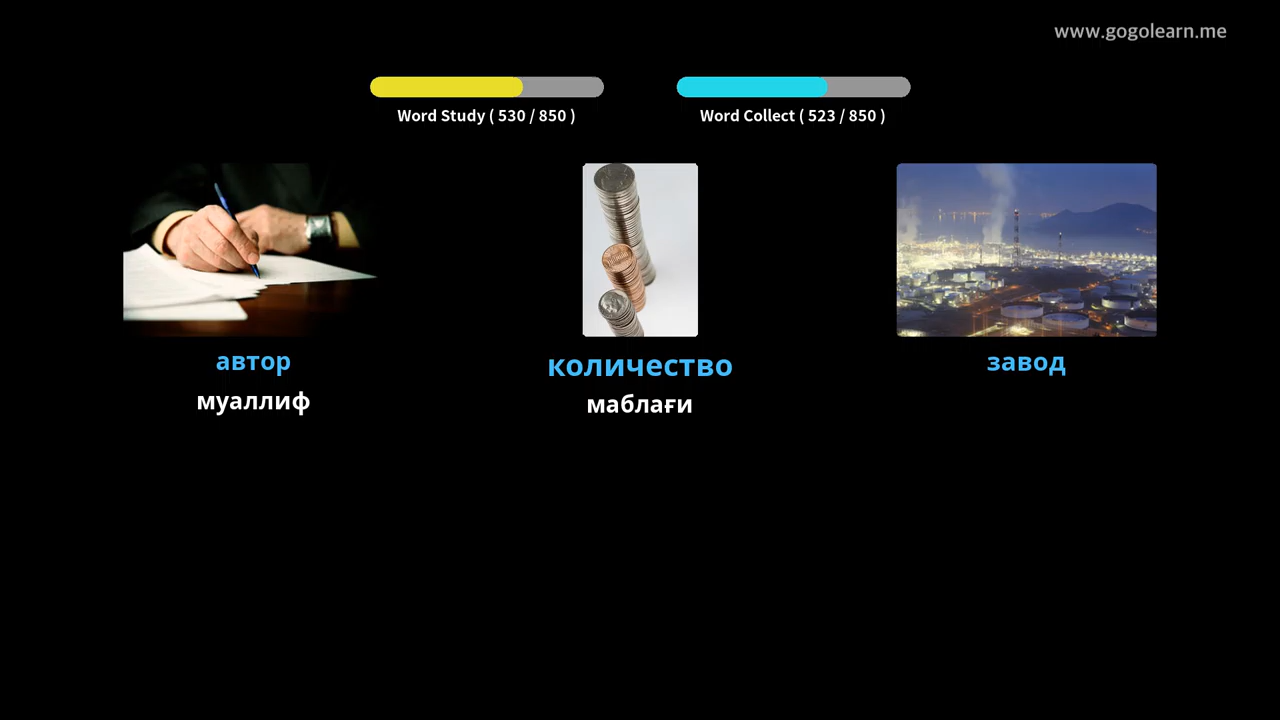 www.gogolearn.me
Word Study ( 530 / 850 )
Word Collect ( 523 / 850 )
автор
муаллиф
количество
маблағи
завод